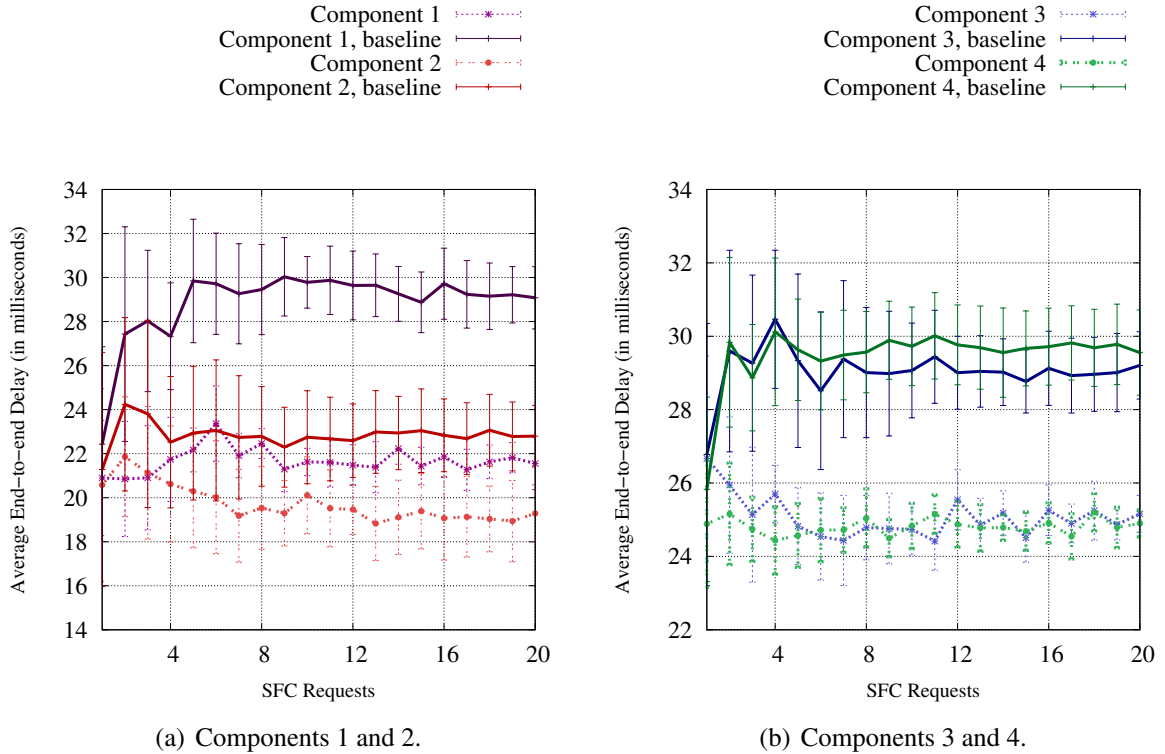 Component 1
Component 1, baseline
Component 2
Component 2, baseline
Average End-to-end Delay (in milliseconds)
34
32
30
28
26
24
22
20
18
16
14
4
8
12
16
20
SFC Requests
(a) Components 1 and 2.
Component 3
Component 3, baseline
Component 4
Component 4, baseline
Average End-to-end Delay (in milliseconds)
34
32
30
28
26
24
22
4
8
12
16
20
SFC Requests
(b) Components 3 and 4.